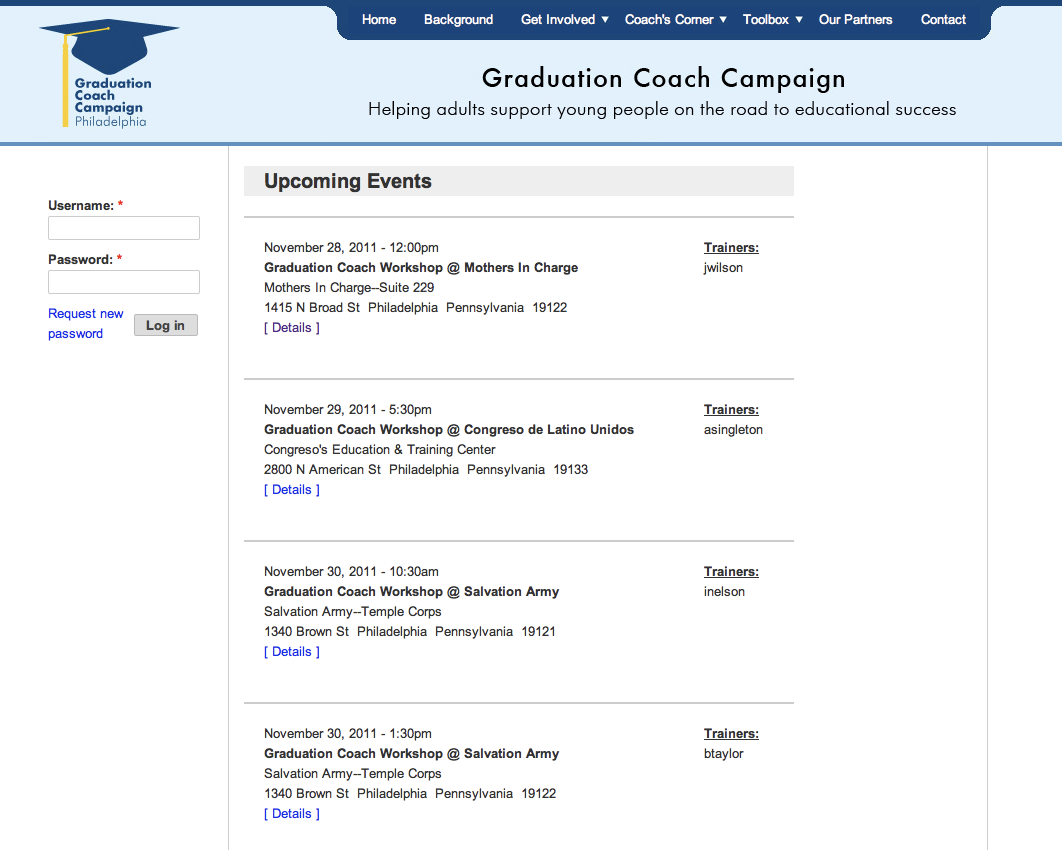 Home Background Get Involved ▼ Coach's Corner ▼ Toolbox ▼ Our Partners Contact
Graduation
Coach
Campaign
Philadelphia
Graduation Coach Campaign
Helping adults support young people on the road to educational success
Username: *
Password: *
Request new
password
Log in
Upcoming Events
November 28, 2011 - 12:00pm
Graduation Coach Workshop @ Mothers In Charge
Mothers In Charge--Suite 229
1415 N Broad St Philadelphia Pennsylvania 19122
[ Details ]
Trainers:
jwilson
November 29, 2011 - 5:30pm
Graduation Coach Workshop @ Congreso de Latino Unidos
Congreso's Education & Training Center
2800 N American St Philadelphia Pennsylvania 19133
[ Details ]
Trainers:
asingleton
November 30, 2011 - 10:30am
Graduation Coach Workshop @ Salvation Army
Salvation Army--Temple Corps
1340 Brown St Philadelphia Pennsylvania 19121
[ Details ]
Trainers:
inelson
November 30, 2011 - 1:30pm
Graduation Coach Workshop @ Salvation Army
Salvation Army--Temple Corps
1340 Brown St Philadelphia Pennsylvania 19122
[ Details ]
Trainers:
btaylor